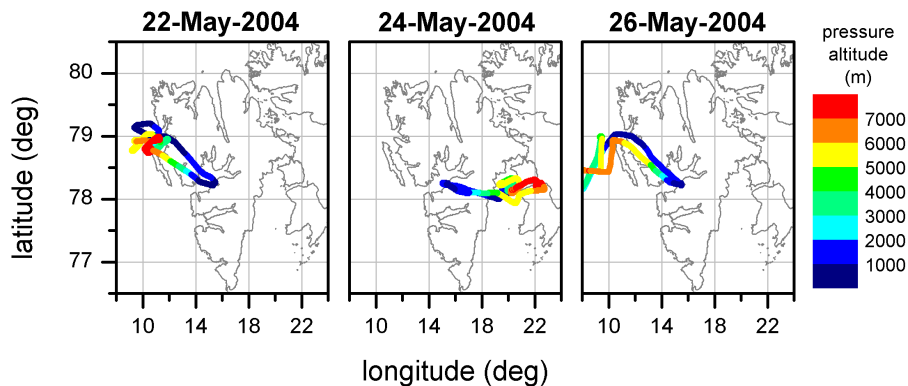 22-May-2004 24-May-2004 26-May-2004
pressure
altitude
(m)
80
79
78
77
latitude (deg)
7000
6000
5000
4000
3000
2000
1000
10 14 18 22 10 14 18 22 10 14 18 22
longitude (deg)